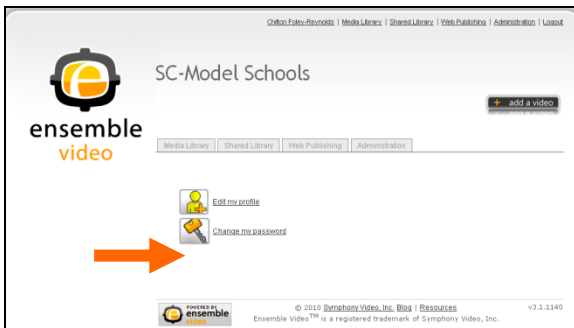 Chilton Foley-Reynolds | Media Library | Shared Library | Web Publishing | Administration | Logout
SC-Model Schools
+ add a video
ensemble
video
Media Library Shared Library Web Publishing Administration
Edit my profile
Change my password
POWERED BY
ensemble
video
© 2010 Symphony Video, Inc, Blog | Resources
v3.1.1140
Ensemble Video™ is a registered trademark of Symphony Video, Inc.